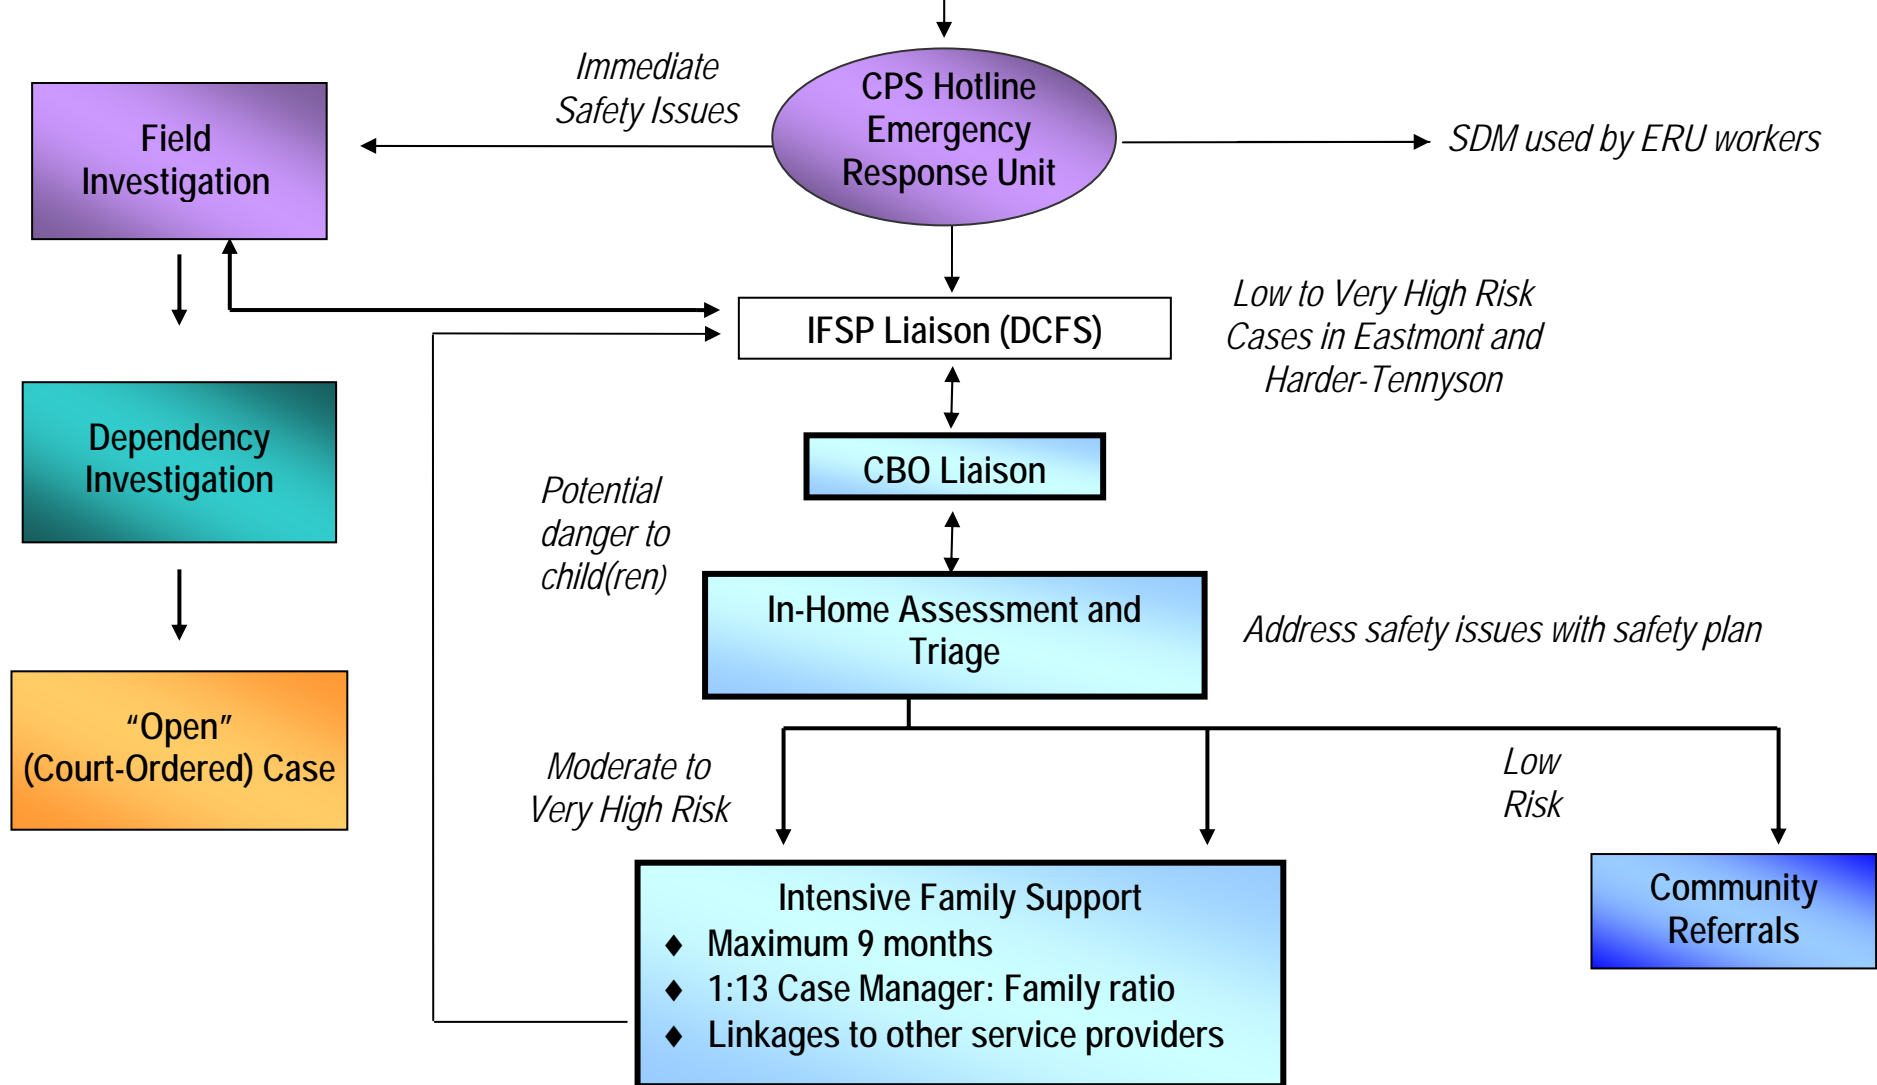 Immediate
Safety Issues
CPS Hotline
Emergency
Response Unit
Field
Investigation
SDM used by ERU workers
IFSP Liaison (DCFS)
Low to Very High Risk
Cases in Eastmont and
Harder-Tennyson
Dependency
Investigation
CBO Liaison
Potential
danger to
child(ren)
In-Home Assessment and
Triage
Address safety issues with safety plan
“Open”
(Court-Ordered) Case
Moderate to
Very High Risk
Low
Risk
Intensive Family Support
♦ Maximum 9 months
♦ 1:13 Case Manager: Family ratio
♦ Linkages to other service providers
Community
Referrals